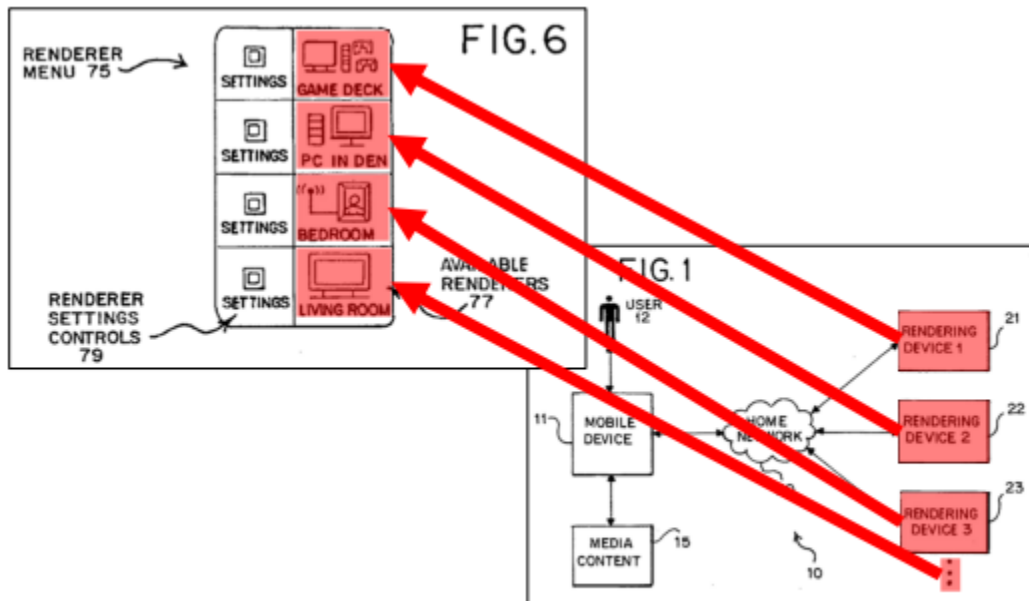 FIG.6
RENDERER
MENU 75
SETTINGS
GAME DECK
SETTINGS
PC IN DEN
SETTINGS
BEDROOM
SETTINGS
LIVING ROOM
AVAILABLE
RENDERERS
77
RENDERER
SETTINGS
CONTROLS
79
FIG.1
USER
12
RENDERING
DEVICE 1
21
11
MOBILE
DEVICE
HOME
NETWORK
RENDERING
DEVICE 2
22
RENDERING
DEVICE 3
23
MEDIA
CONTENT
15
10